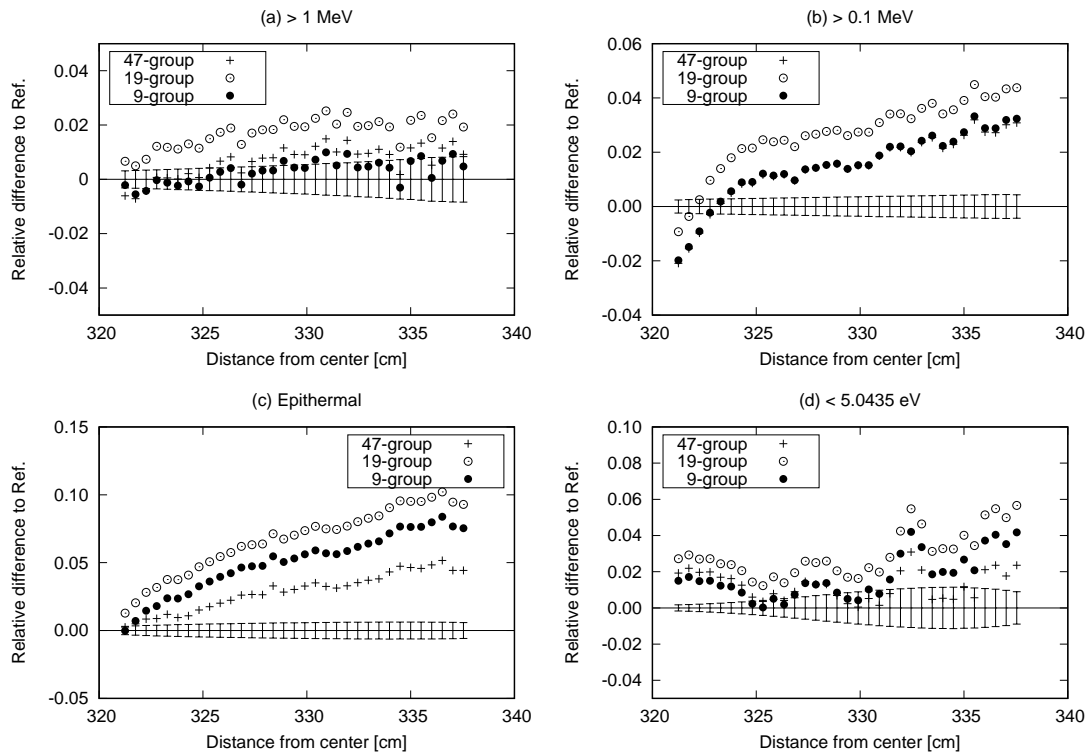 (a) > 1 MeV
Relative difference to Ref.
0.04
0.02
0
-0.02
-0.04
47-group
19-group
9-group
320
325
330
335
340
Distance from center [cm]
(b) > 0.1 MeV
Relative difference to Ref.
0.06
0.04
0.02
0.00
-0.02
-0.04
47-group
19-group
9-group
320
325
330
335
340
Distance from center [cm]
(c) Epithermal
Relative difference to Ref.
0.15
0.10
0.05
0.00
-0.05
47-group
19-group
9-group
320
325
330
335
340
Distance from center [cm]
(d) < 5.0435 eV
Relative difference to Ref.
0.10
0.08
0.06
0.04
0.02
0.00
-0.02
-0.04
47-group
19-group
9-group
320
325
330
335
340
Distance from center [cm]